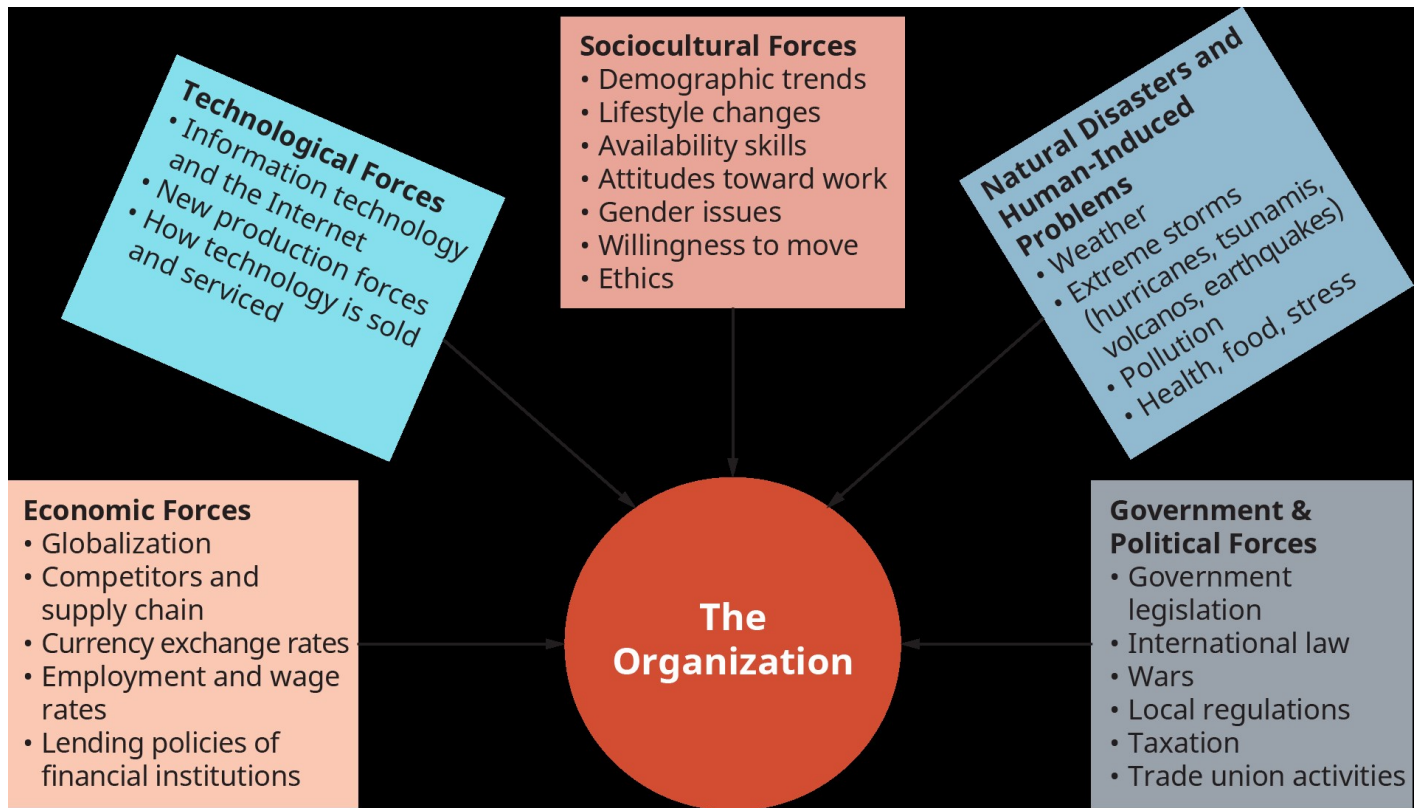 Technological Forces
• Information technology
and the Internet
• New production forces
• How technology is sold
and serviced
Sociocultural Forces
• Demographic trends
• Lifestyle changes
• Availability skills
• Attitudes toward work
• Gender issues
• Willingness to move
• Ethics
Natural Disasters and
Human-Induced
Problems
• Weather
• Extreme storms
(hurricanes, tsunamis,
volcanos, earthquakes)
• Pollution
• Health, food, stress
Economic Forces
• Globalization
• Competitors and
supply chain
• Currency exchange rates
• Employment and wage
rates
• Lending policies of
financial institutions
The
Organization
Government &
Political Forces
• Government
legislation
• International law
• Wars
• Local regulations
• Taxation
• Trade union activities